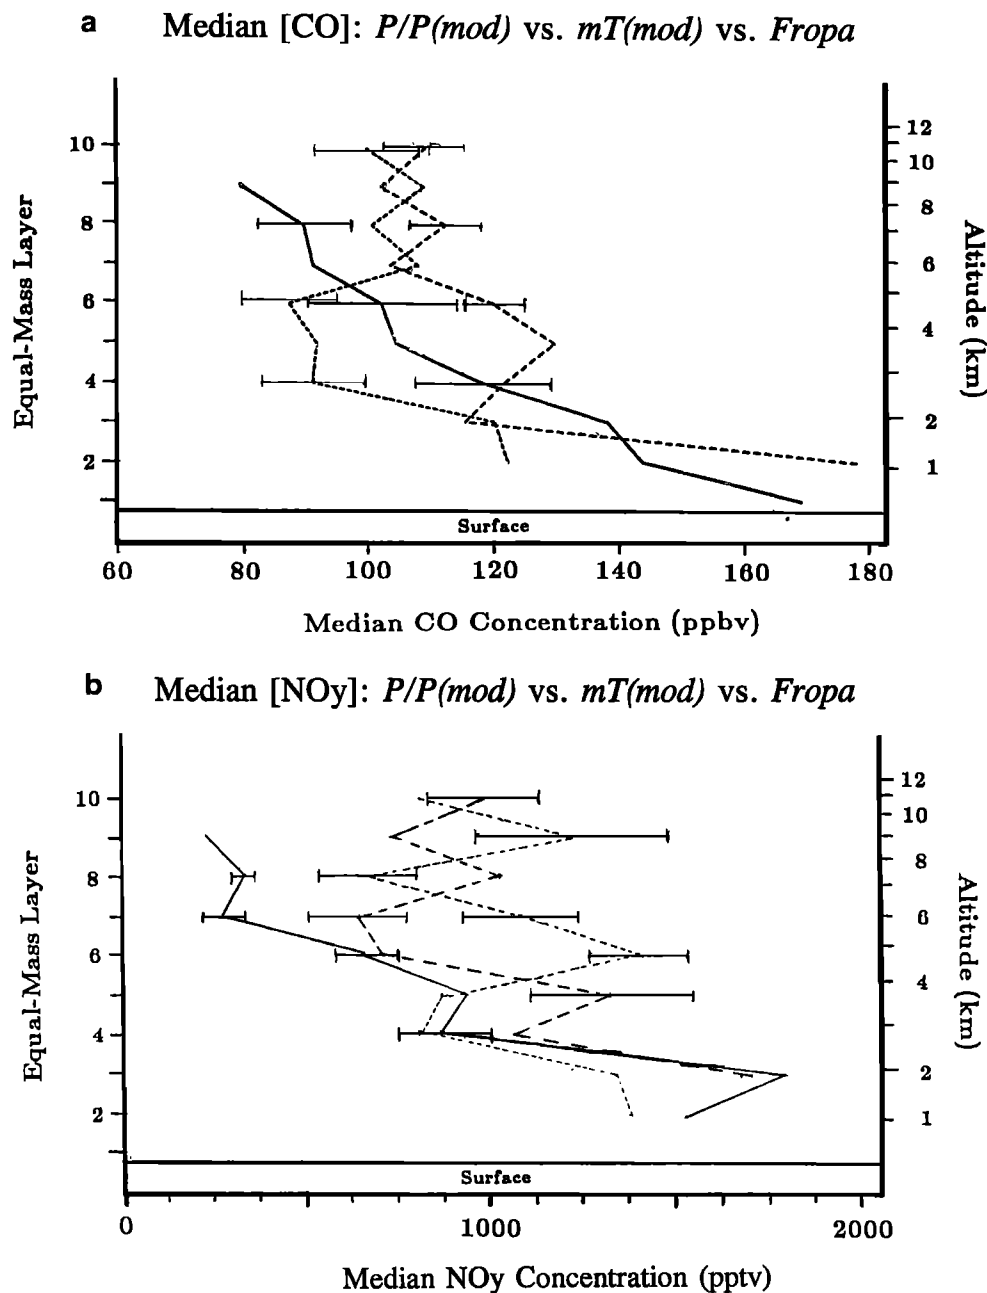 a Median [CO]: P/P(mod) vs. mT(mod) vs. Fropa
Equal-Mass Layer
10
8
6
4
2
12
10
8
6
4
2
1
Altitude (km)
Surface
60 80 100 120 140 160 180
Median CO Concentration (ppbv)
b Median [NOy]: P/P(mod) vs. mT(mod) vs. Fropa
Equal-Mass Layer
10
8
6
4
2
12
10
8
6
4
2
1
Altitude (km)
Surface
0 1000 2000
Median NOy Concentration (pptv)